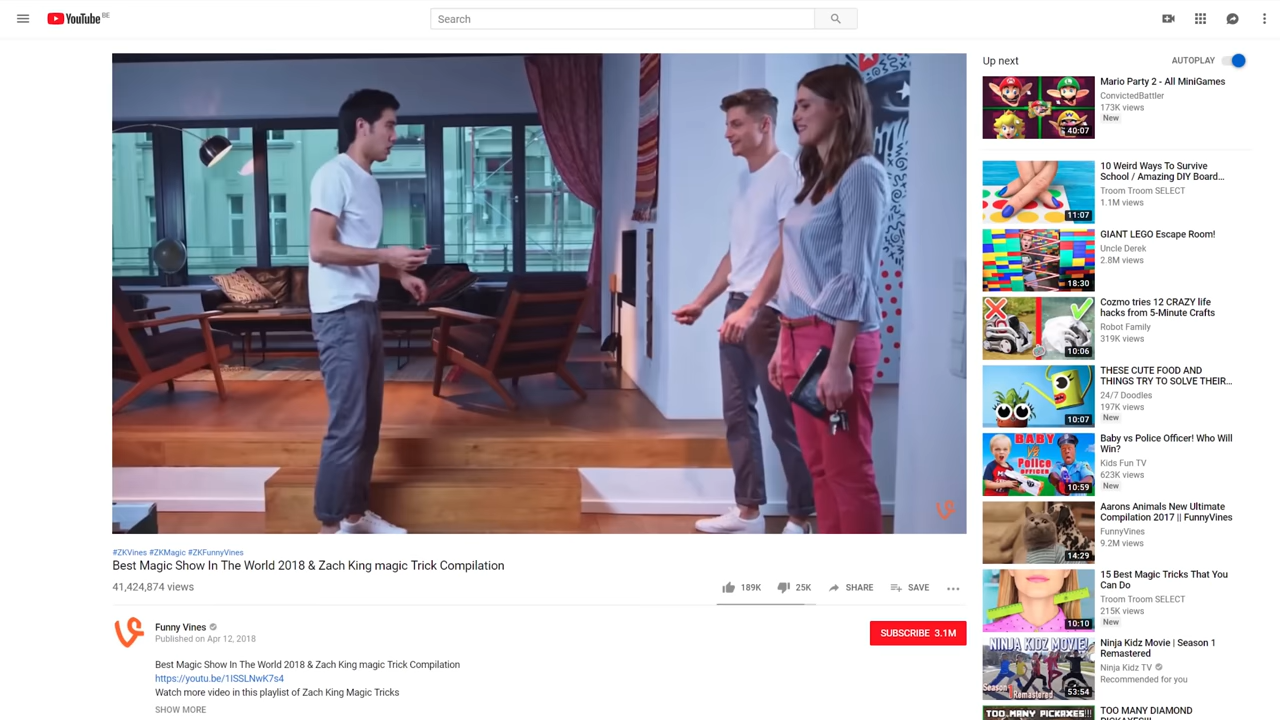 YouTube BE
Search
Up next
AUTOPLAY
Mario Party 2 - All MiniGames
ConvictedBattler
173K views
New
40:07
10 Weird Ways To Survive
School / Amazing DIY Board...
Troom Troom SELECT
1.1M views
11:07
GIANT LEGO Escape Room!
Uncle Derek
2.8M views
18:30
Cozmo tries 12 CRAZY life
hacks from 5-Minute Crafts
Robot Family
319K views
10:06
THESE CUTE FOOD AND
THINGS TRY TO SOLVE THEIR...
24/7 Doodles
197K views
New
10:07
Baby vs Police Officer! Who Will
Win?
Kids Fun TV
623K views
New
BABY
VS
Police
OFFICER
10:59
Aarons Animals New Ultimate
Compilation 2017 || FunnyVines
FunnyVines
9.2M views
14:29
15 Best Magic Tricks That You
Can Do
Troom Troom SELECT
215K views
New
10:10
Ninja Kidz Movie | Season 1
Remastered
Ninja Kidz TV
Recommended for you
NINJA KIDZ MOVIE!
Season 1
Remastered
53:54
TOO MANY DIAMOND
TOO MANY PICKAXES!!!
#ZKVines #ZKMagic #ZKFunnyVines
Best Magic Show In The World 2018 & Zach King magic Trick Compilation
41,424,874 views
189K
25K
SHARE
SAVE
Funny Vines
Published on Apr 12, 2018
SUBSCRIBE 3.1M
Best Magic Show In The World 2018 & Zach King magic Trick Compilation
https://youtu.be/1ISSLNwK7s4
Watch more video in this playlist of Zach King Magic Tricks
SHOW MORE